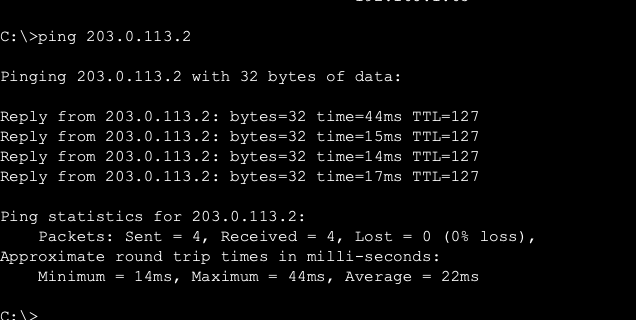 C:\>ping 203.0.113.2
Pinging 203.0.113.2 with 32 bytes of data:
Reply from 203.0.113.2: bytes=32 time=44ms TTL=127
Reply from 203.0.113.2: bytes=32 time=15ms TTL=127
Reply from 203.0.113.2: bytes=32 time=14ms TTL=127
Reply from 203.0.113.2: bytes=32 time=17ms TTL=127
Ping statistics for 203.0.113.2:
    Packets: Sent = 4, Received = 4, Lost = 0 (0% loss),
Approximate round trip times in milli-seconds:
    Minimum = 14ms, Maximum = 44ms, Average = 22ms
C:\>